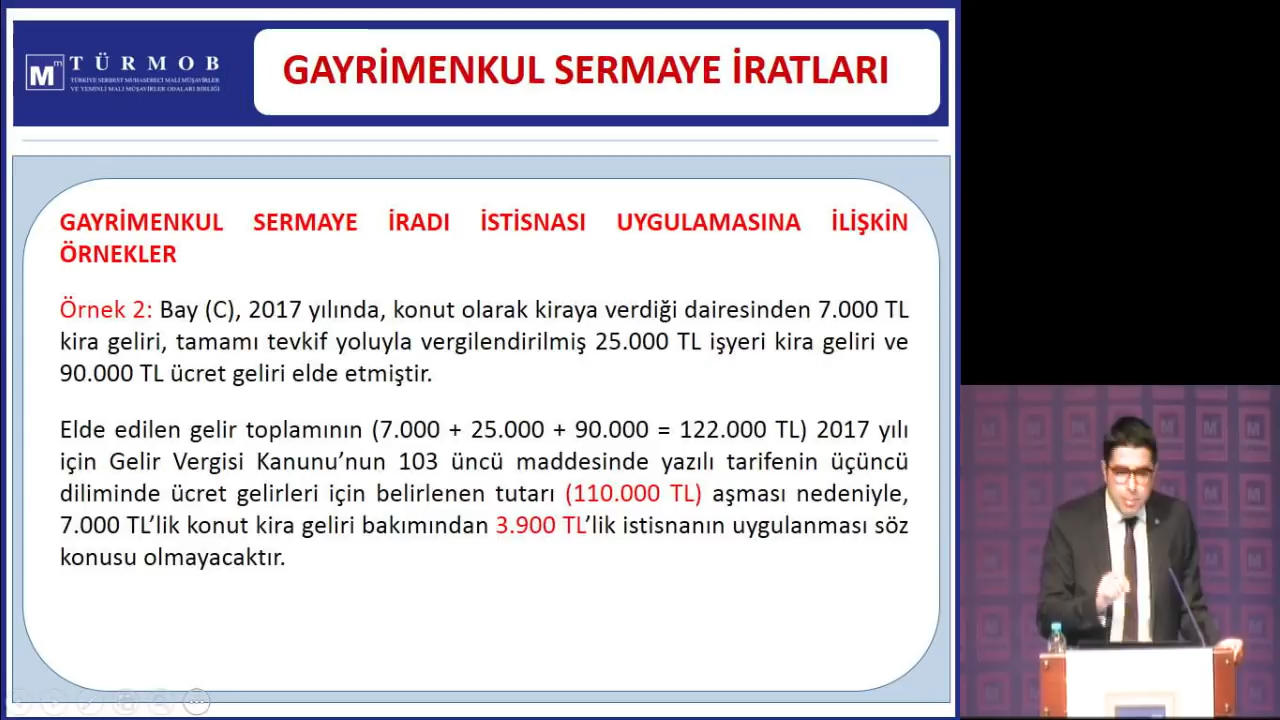 TÜRMOB
TÜRKİYE SERBEST MUHASEBECİ MALİ MÜŞAVİRLER
VE YEMİNLİ MALİ MÜŞAVİRLER ODALARI BİRLİĞİ
GAYRİMENKUL SERMAYE İRATLARI
GAYRİMENKUL SERMAYE İRADI İSTİSNASI UYGULAMASINA İLİŞKİN
ÖRNEKLER
Örnek 2: Bay (C), 2017 yılında, konut olarak kiraya verdiği dairesinden 7.000 TL
kira geliri, tamamı tevkif yoluyla vergilendirilmiş 25.000 TL işyeri kira geliri ve
90.000 TL ücret geliri elde etmiştir.
Elde edilen gelir toplamının (7.000 + 25.000 + 90.000 = 122.000 TL) 2017 yılı
için Gelir Vergisi Kanunu’nun 103 üncü maddesinde yazılı tarifenin üçüncü
diliminde ücret gelirleri için belirlenen tutarı (110.000 TL) aşması nedeniyle,
7.000 TL’lik konut kira geliri bakımından 3.900 TL’lik istisnanın uygulanması söz
konusu olmayacaktır.